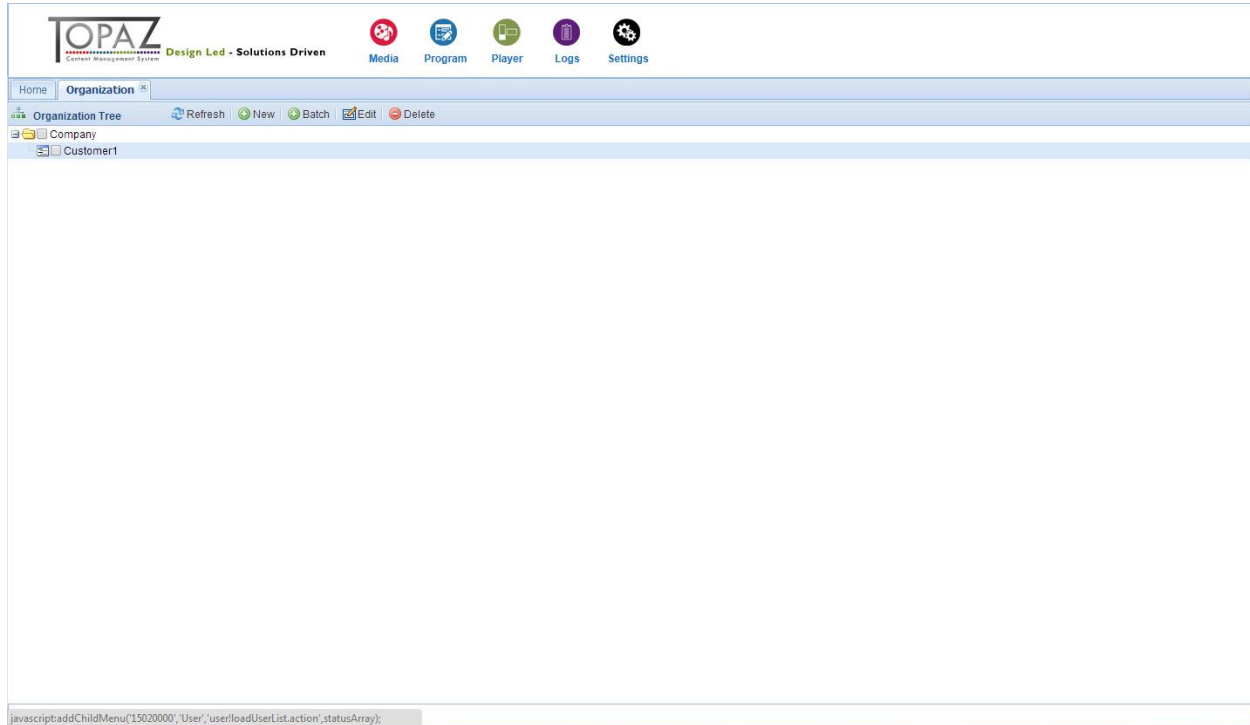 TOPAZ
Content Management System
Design Led - Solutions Driven
Media Program Player Logs Settings
Home Organization
Organization Tree Refresh New Batch Edit Delete
Company
Customer1
javascript:addChildMenu('15020000','User','user!loadUserList.action',statusArray);